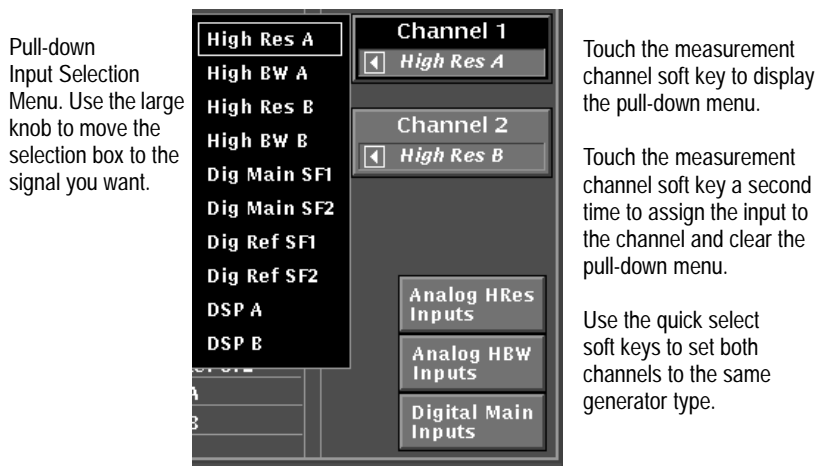 Pull-down
Input Selection
Menu. Use the large
knob to move the
selection box to the
signal you want.
High Res A
High BW A
High Res B
High BW B
Dig Main SF1
Dig Main SF2
Dig Ref SF1
Dig Ref SF2
DSP A
DSP B
Channel 1
High Res A
Channel 2
High Res B
Analog HRes
Inputs
Analog HBW
Inputs
Digital Main
Inputs
Touch the measurement
channel soft key to display
the pull-down menu.
Touch the measurement
channel soft key a second
time to assign the input to
the channel and clear the
pull-down menu.
Use the quick select
soft keys to set both
channels to the same
generator type.